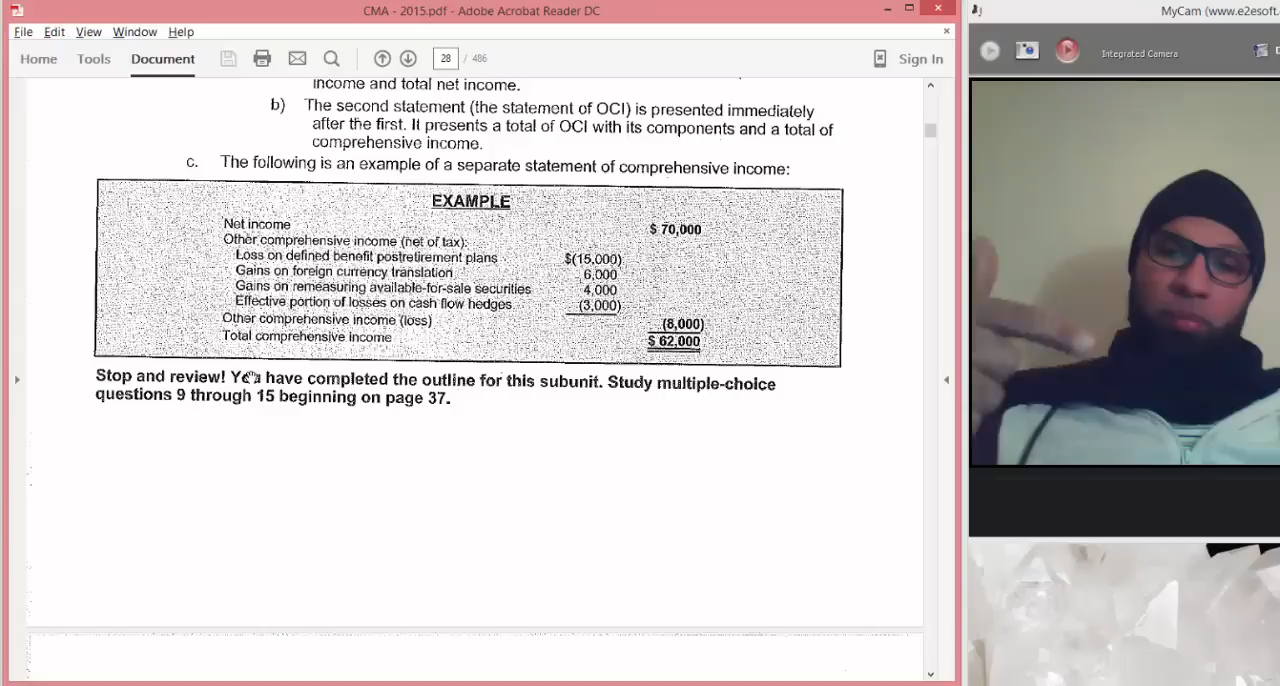 CMA - 2015.pdf - Adobe Acrobat Reader DC
File Edit View Window Help
Home Tools Document 28 / 486 Sign In
income and total net income.
b) The second statement (the statement of OCI) is presented immediately
after the first. It presents a total of OCI with its components and a total of
comprehensive income.
c. The following is an example of a separate statement of comprehensive income:
EXAMPLE
Net income $ 70,000
Other comprehensive income (net of tax):
Loss on defined benefit postretirement plans $(15,000)
Gains on foreign currency translation 6,000
Gains on remeasuring available-for-sale securities 4,000
Effective portion of losses on cash flow hedges (3,000)
Other comprehensive income (loss) (8,000)
Total comprehensive income $ 62,000
Stop and review! You have completed the outline for this subunit. Study multiple-choice
questions 9 through 15 beginning on page 37.
MyCam (www.e2esoft.
Integrated Camera